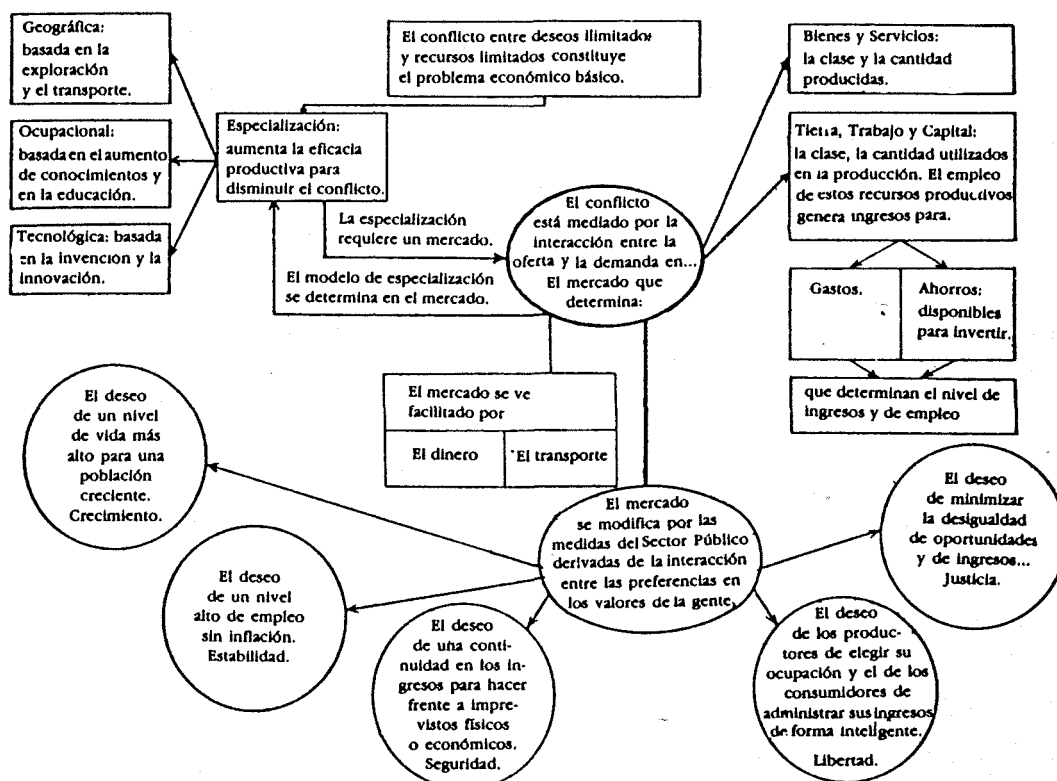 Geográfica:
basada en la
exploración
y el transporte.
El conflicto entre deseos ilimitados
y recursos limitados constituye
el problema económico básico.
Bienes y Servicios:
la clase y la cantidad
producidas.
Ocupacional:
basada en el aumento
de conocimientos y
en la educación.
Especialización:
aumenta la eficacia
productiva para
disminuir el conflicto.
Tierra, Trabajo y Capital:
la clase, la cantidad utilizados
en la producción. El empleo
de estos recursos productivos
genera ingresos para.
Tecnológica: basada
en la invención y la
innovación.
La especialización
requiere un mercado.
El modelo de especialización
se determina en el mercado.
El conflicto
está mediado por la
interacción entre la
oferta y la demanda en...
El mercado que
determina:
Gastos.
Ahorros:
disponibles
para invertir.
que determinan el nivel de
ingresos y de empleo
El mercado se ve
facilitado por
El dinero
El transporte
El deseo
de un nivel
de vida más
alto para una
población
creciente.
Crecimiento.
El mercado
se modifica por las
medidas del Sector Público
derivadas de la interacción
entre las preferencias en
los valores de la gente.
El deseo
de minimizar
la desigualdad
de oportunidades
y de ingresos...
Justicia.
El deseo
de un nivel
alto de empleo
sin inflación.
Estabilidad.
El deseo
de una conti-
nuidad en los in-
gresos para hacer
frente a impre-
vistos físicos
o económicos.
Seguridad.
El deseo
de los produc-
tores de elegir su
ocupación y el de los
consumidores de
administrar sus ingresos
de forma inteligente.
Libertad.